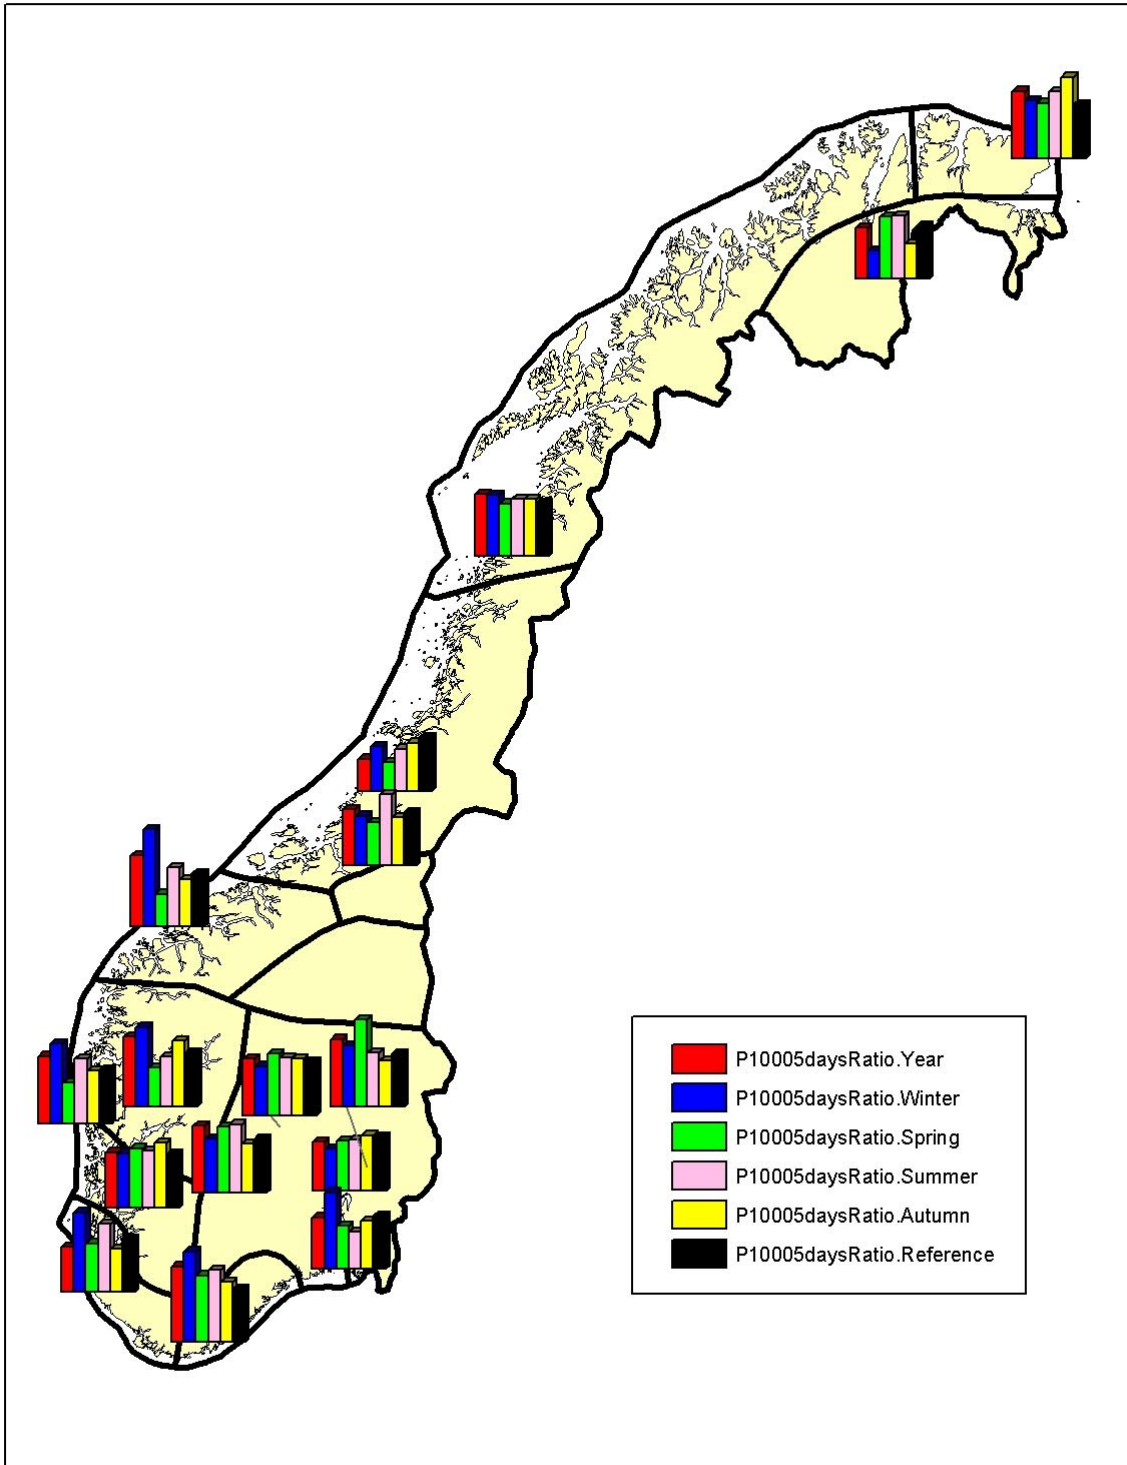 P10005daysRatio.Year
P10005daysRatio.Winter
P10005daysRatio.Spring
P10005daysRatio.Summer
P10005daysRatio.Autumn
P10005daysRatio.Reference